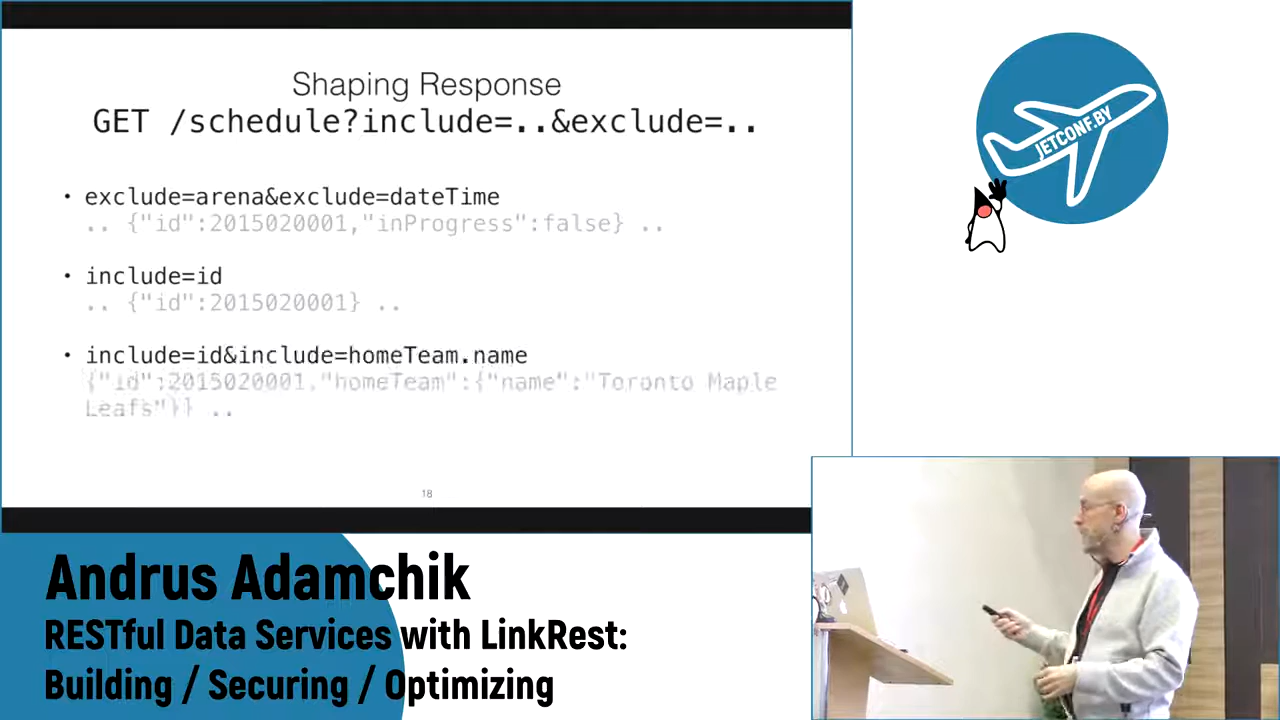 Shaping Response
GET /schedule?include=..&exclude=..
• exclude=arena&exclude=dateTime
.. {"id":2015020001,"inProgress":false} ..
• include=id
.. {"id":2015020001} ..
• include=id&include=homeTeam.name
{"id":2015020001,"homeTeam":{"name":"Toronto Maple
Leafs"}} ..
18
JETCONF.BY
Andrus Adamchik
RESTful Data Services with LinkRest:
Building / Securing / Optimizing